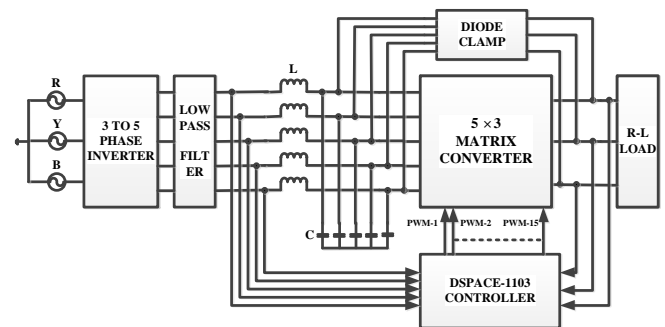 DIODE
CLAMP
R
Y
B
3 TO 5
PHASE
INVERTER
LOW
PASS
FILT
ER
L
C
5 × 3
MATRIX
CONVERTER
R-L
LOAD
PWM-1
PWM-2
PWM-15
DSPACE-1103
CONTROLLER